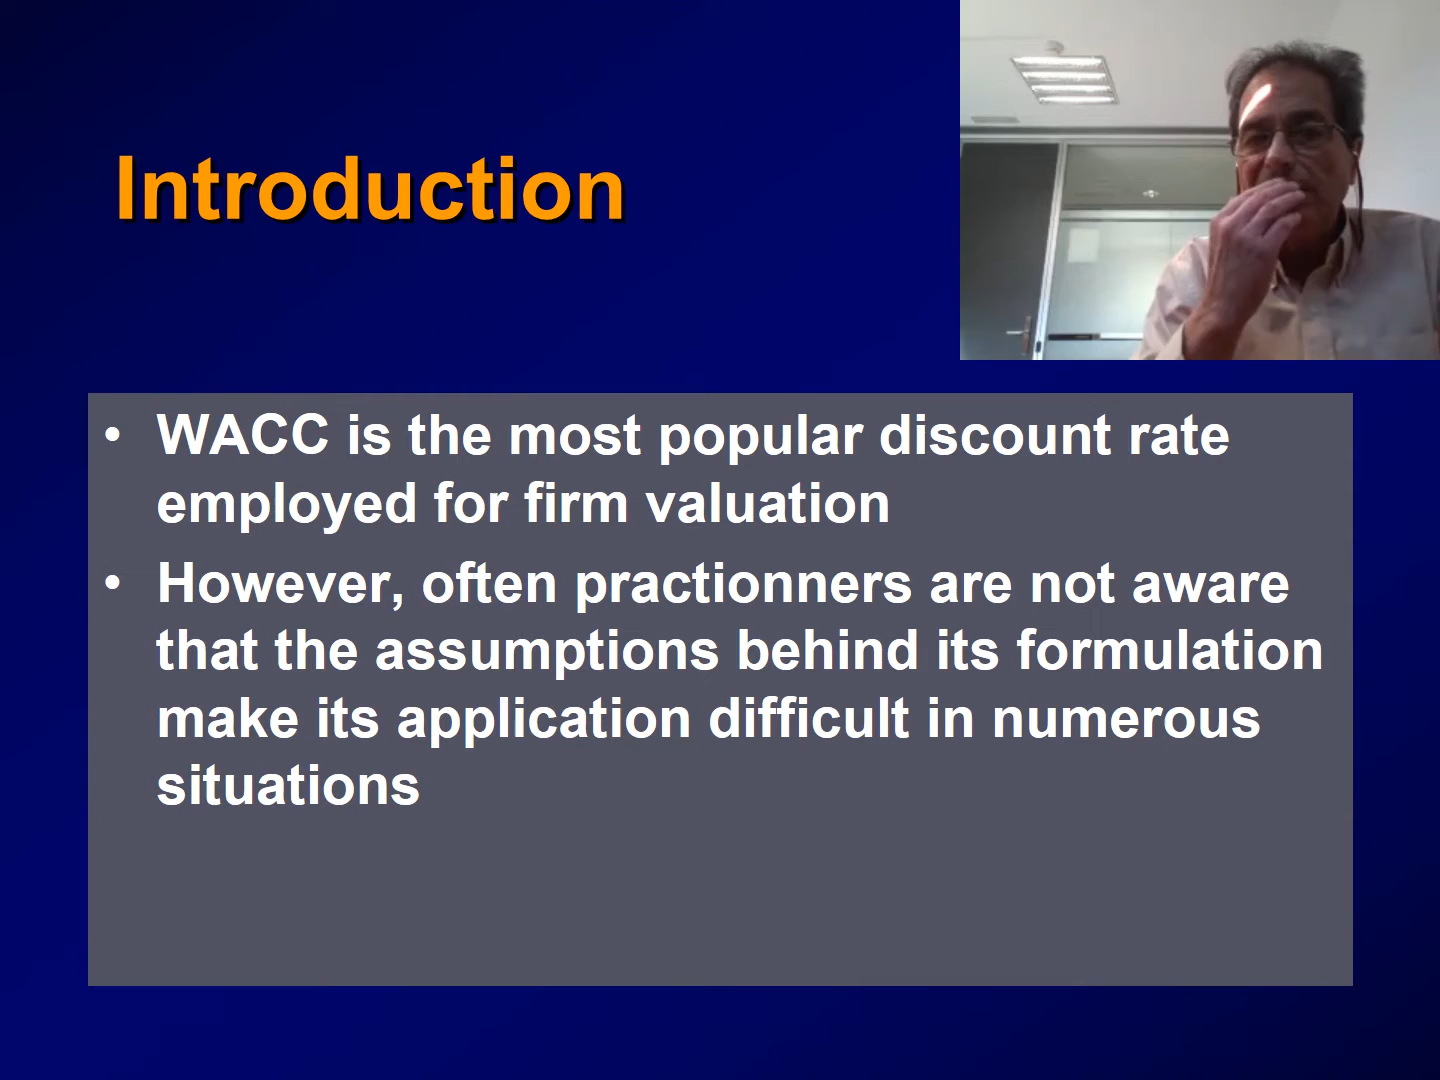 Introduction
• WACC is the most popular discount rate
employed for firm valuation
• However, often practionners are not aware
that the assumptions behind its formulation
make its application difficult in numerous
situations